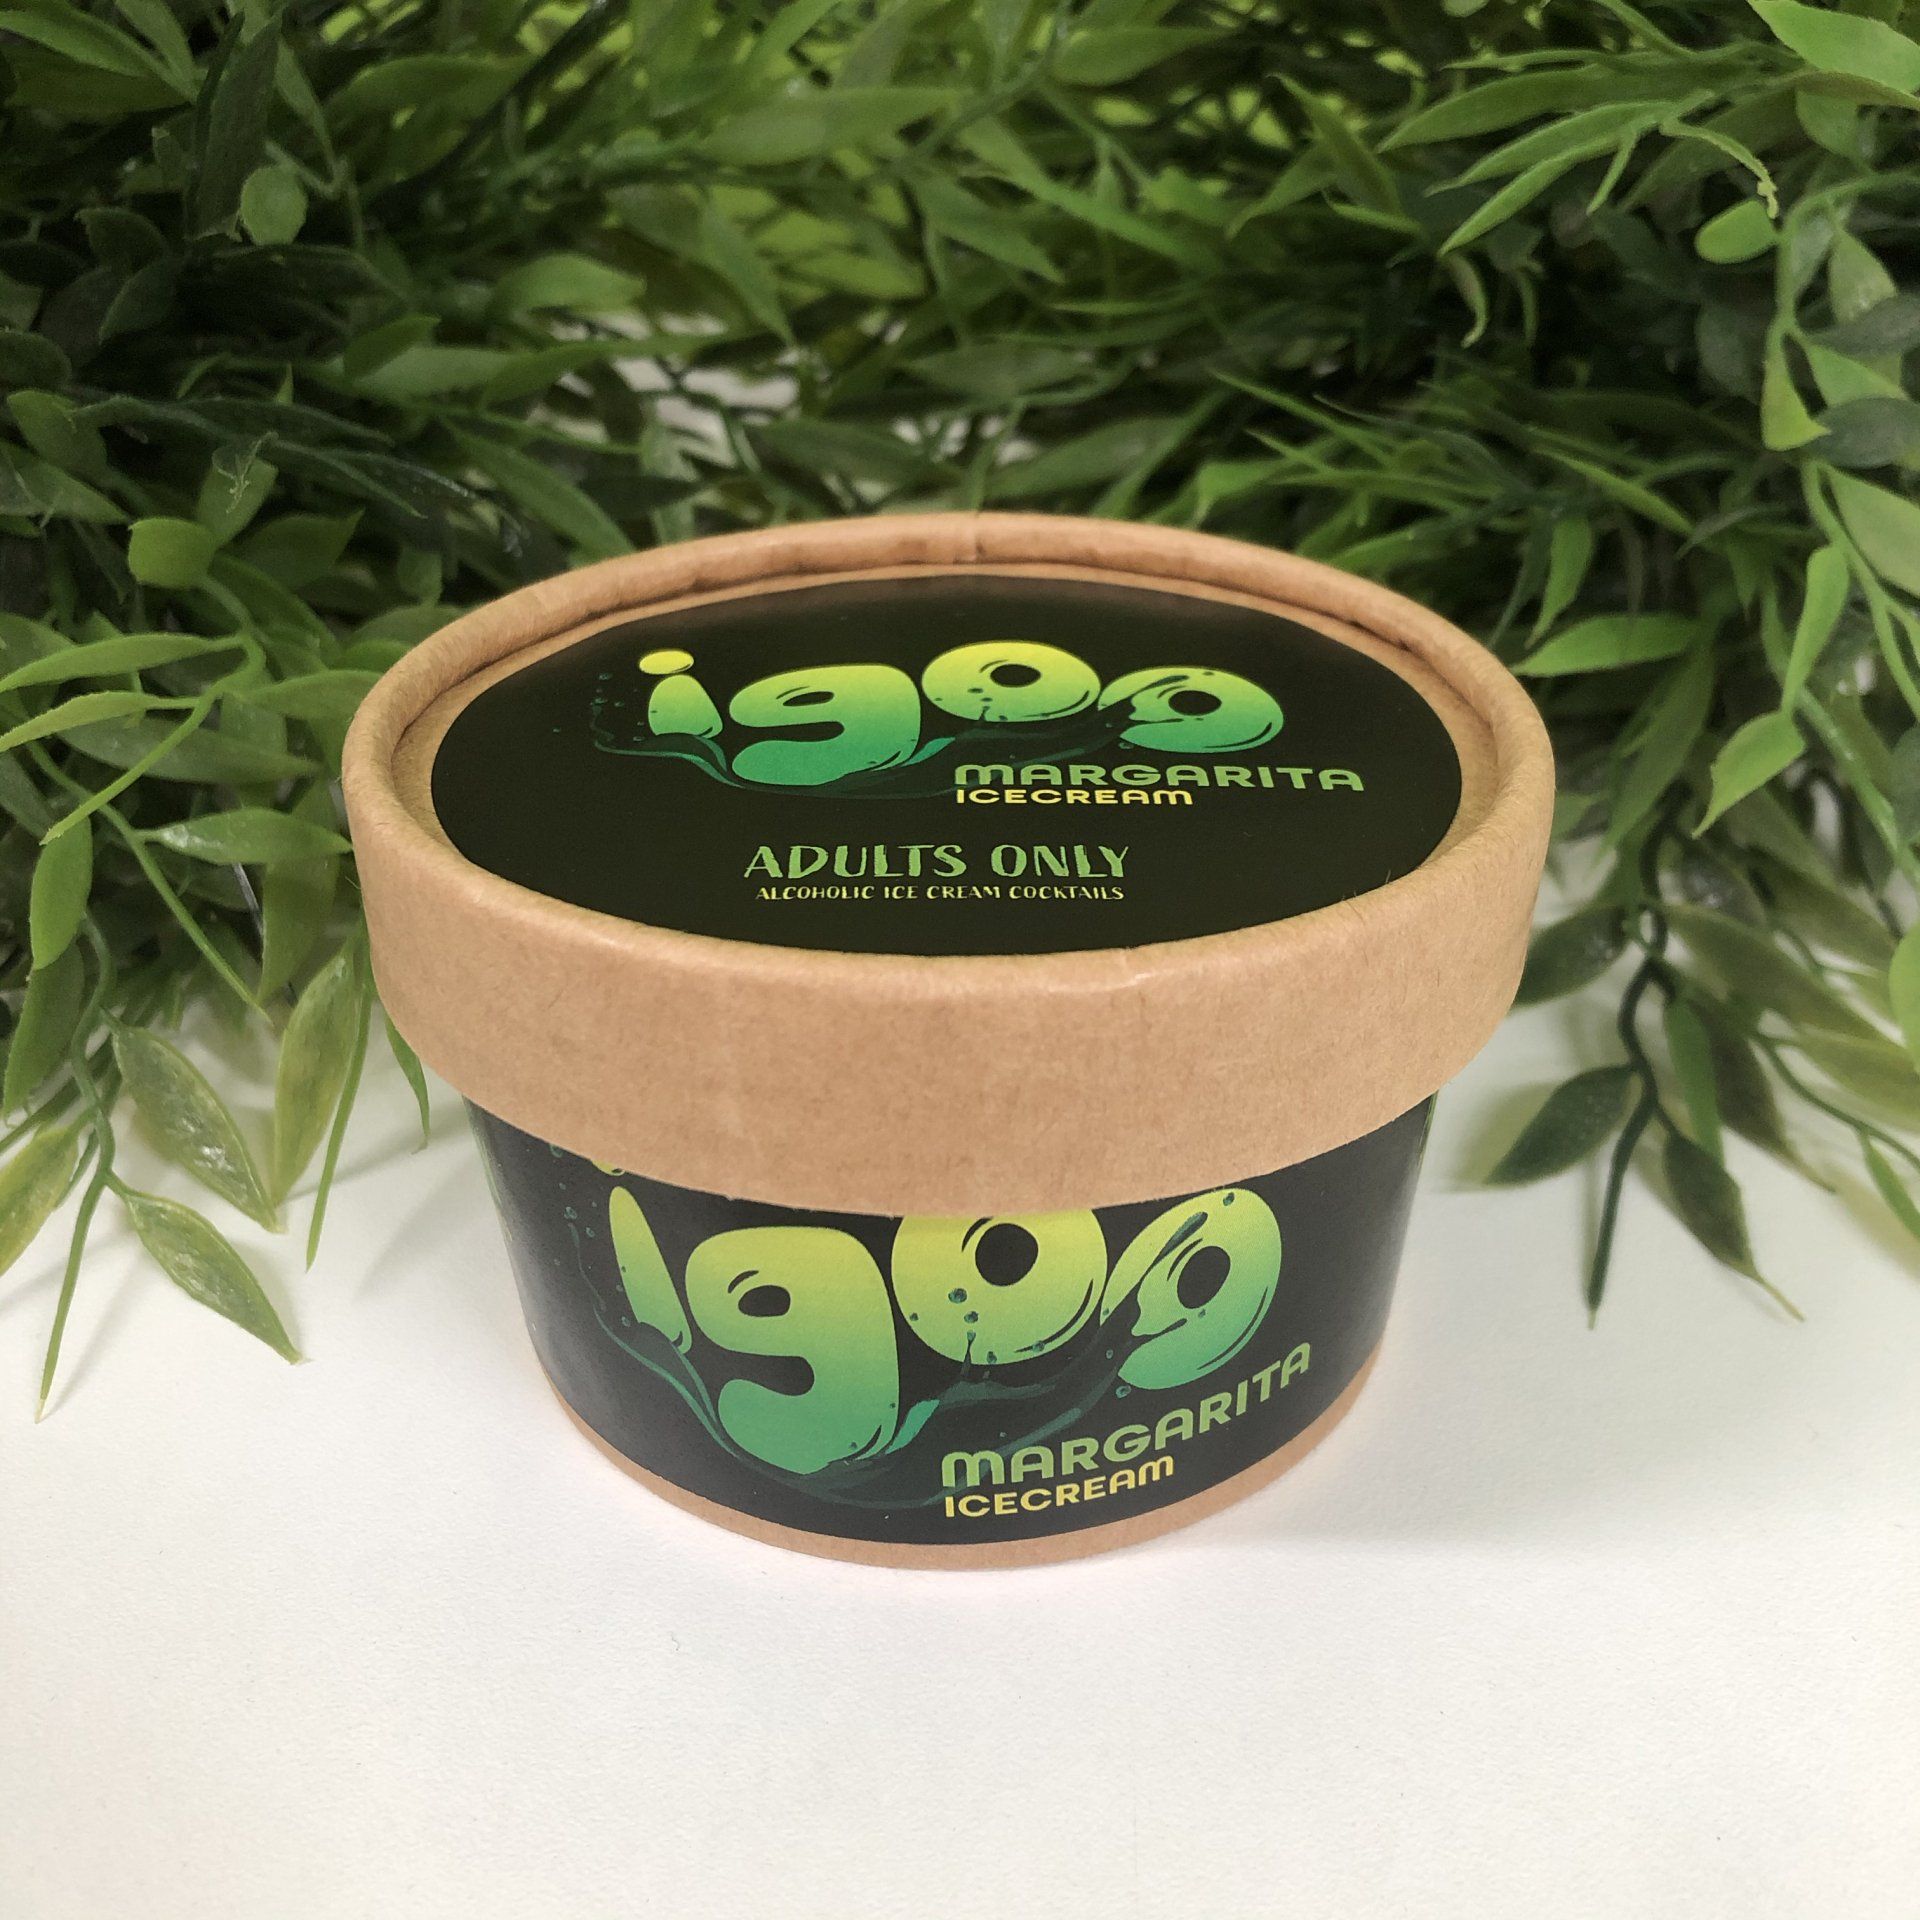 igoo
MARGARITA
ICECREAM
ADULTS ONLY
ALCOHOLIC ICE CREAM COCKTAILS
igoo
MARGARITA
ICECREAM